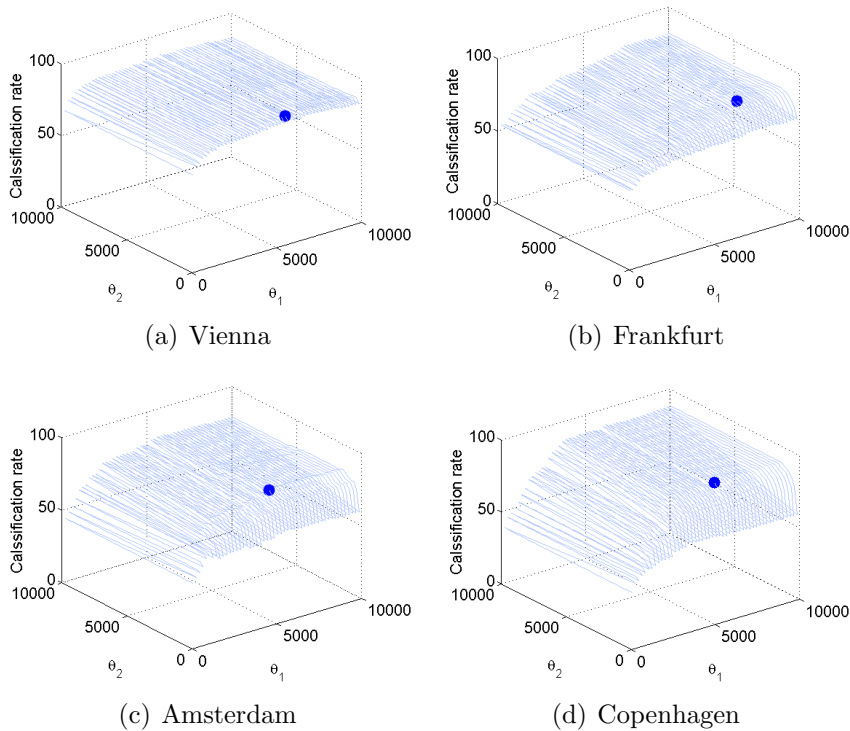 100
50
0
Calssification rate
10000
5000
0
θ2
0
5000
10000
θ1
(a) Vienna
100
50
0
Calssification rate
10000
5000
0
θ2
0
5000
10000
θ1
(b) Frankfurt
100
50
0
Calssification rate
10000
5000
0
θ2
0
5000
10000
θ1
(c) Amsterdam
100
50
0
Calssification rate
10000
5000
0
θ2
0
5000
10000
θ1
(d) Copenhagen